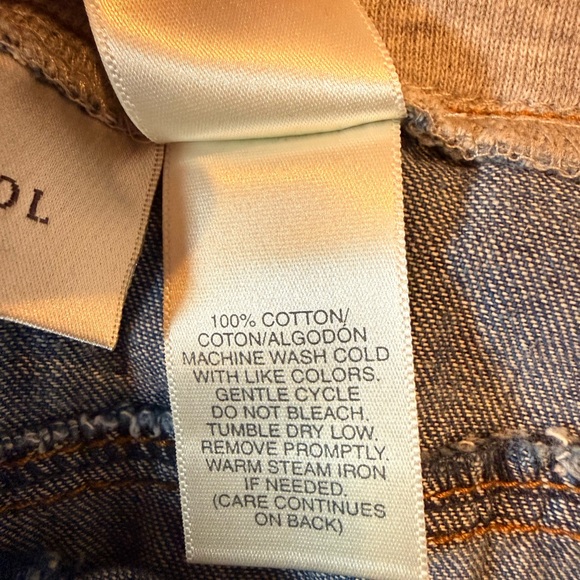 OL
100% COTTON/
COTON/ALGODÓN
MACHINE WASH COLD
WITH LIKE COLORS.
GENTLE CYCLE
DO NOT BLEACH.
TUMBLE DRY LOW.
REMOVE PROMPTLY.
WARM STEAM IRON
IF NEEDED.
(CARE CONTINUES
ON BACK)